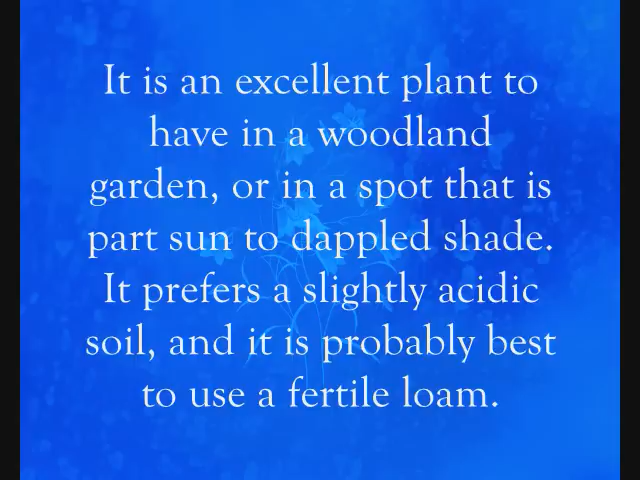 It is an excellent plant to
have in a woodland
garden, or in a spot that is
part sun to dappled shade.
It prefers a slightly acidic
soil, and it is probably best
to use a fertile loam.